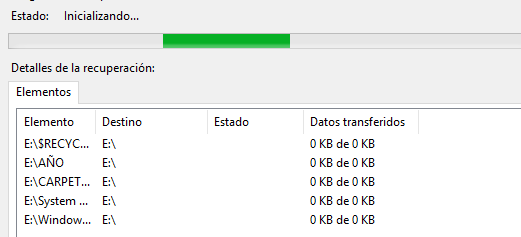 Estado: Inicializando...
Detalles de la recuperación:
Elementos
Elemento Destino Estado Datos transferidos
E:\$RECYC... E:\ 0 KB de 0 KB
E:\AÑO E:\ 0 KB de 0 KB
E:\CARPET... E:\ 0 KB de 0 KB
E:\System ... E:\ 0 KB de 0 KB
E:\Window... E:\ 0 KB de 0 KB